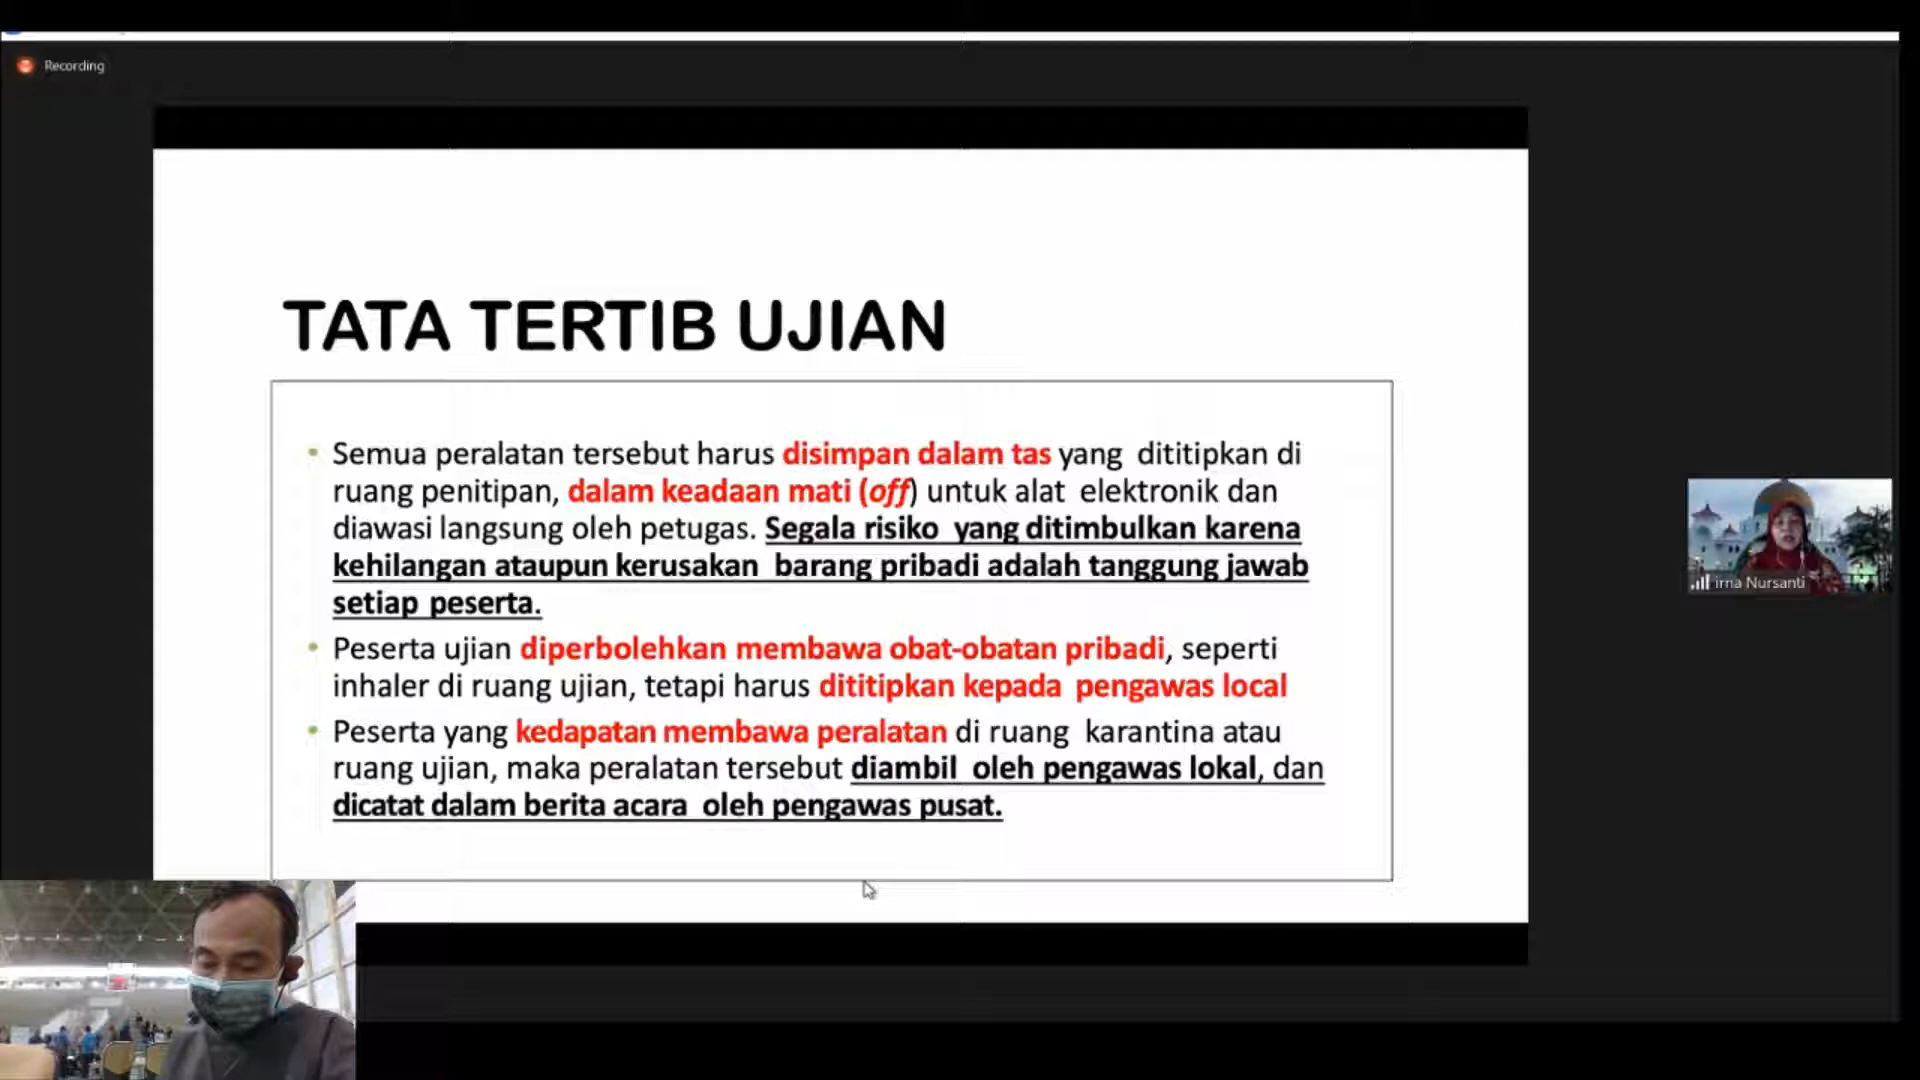 Recording
TATA TERTIB UJIAN
• Semua peralatan tersebut harus disimpan dalam tas yang dititipkan di
ruang penitipan, dalam keadaan mati (off) untuk alat elektronik dan
diawasi langsung oleh petugas. Segala risiko yang ditimbulkan karena
kehilangan ataupun kerusakan barang pribadi adalah tanggung jawab
setiap peserta.
• Peserta ujian diperbolehkan membawa obat-obatan pribadi, seperti
inhaler di ruang ujian, tetapi harus dititipkan kepada pengawas local
• Peserta yang kedapatan membawa peralatan di ruang karantina atau
ruang ujian, maka peralatan tersebut diambil oleh pengawas lokal, dan
dicatat dalam berita acara oleh pengawas pusat.
irna Nursanti